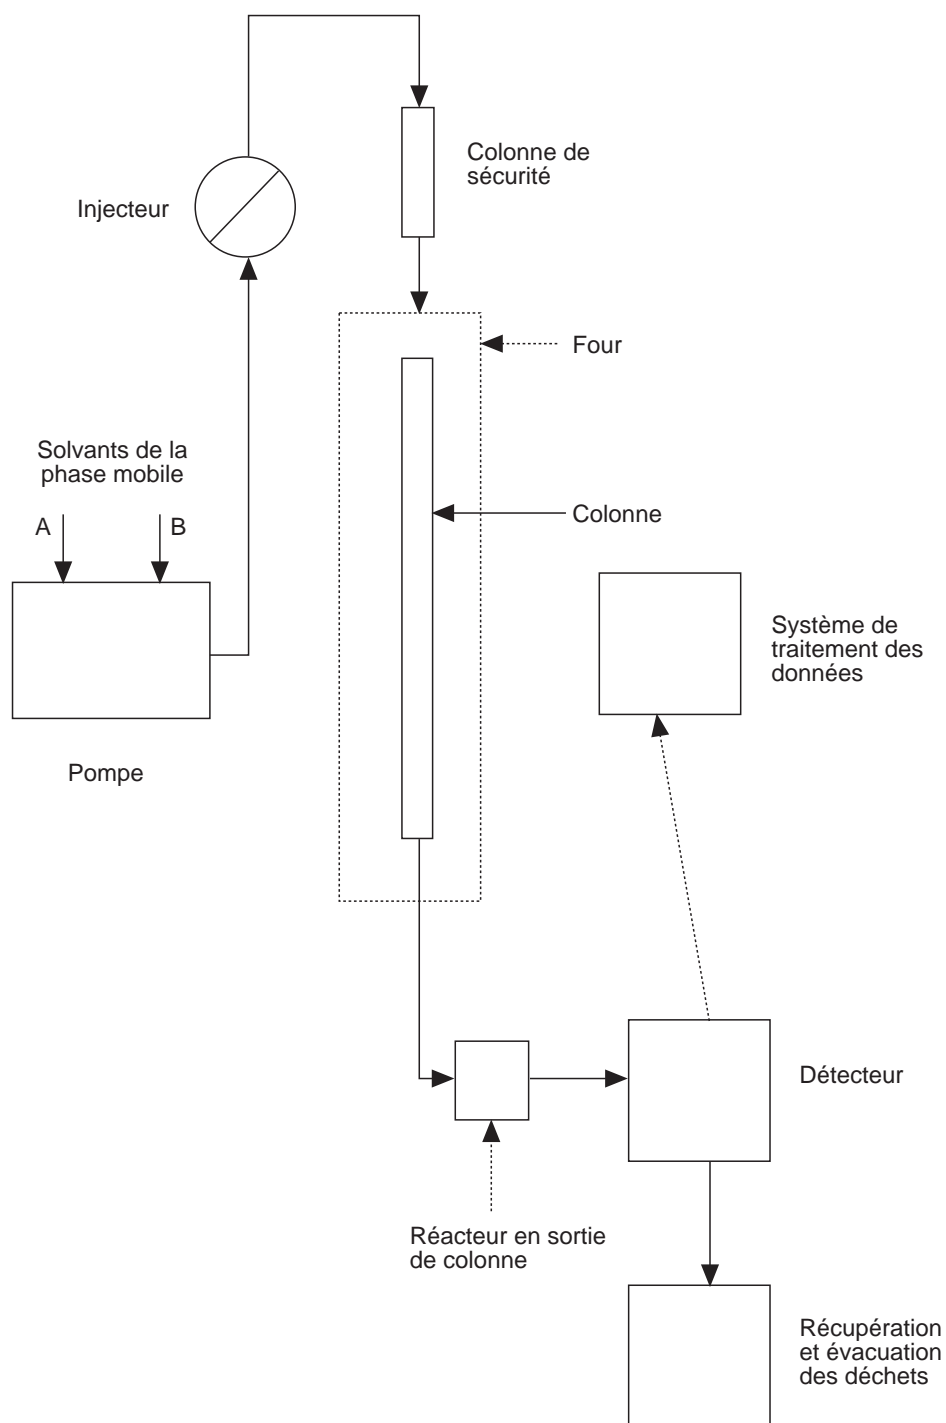 Colonne de
sécurité
Injecteur
Four
Solvants de la
phase mobile
A
B
Colonne
Système de
traitement des
données
Pompe
Détecteur
Réacteur en sortie
de colonne
Récupération
et évacuation
des déchets